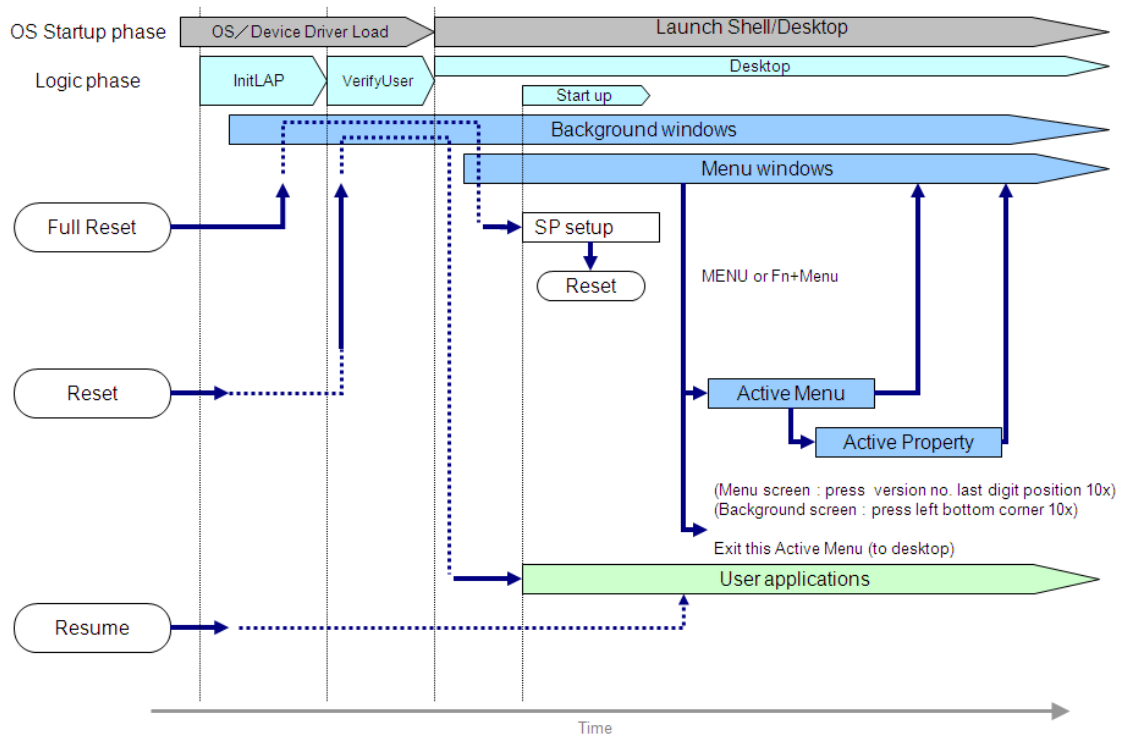 OS Startup phase
OS／Device Driver Load
Launch Shell/Desktop
Logic phase
InitLAP
VerifyUser
Desktop
Start up
Background windows
Menu windows
Full Reset
SP setup
Reset
MENU or Fn+Menu
Reset
Active Menu
Active Property
(Menu screen : press version no. last digit position 10x)
(Background screen : press left bottom corner 10x)
Exit this Active Menu (to desktop)
User applications
Resume
Time